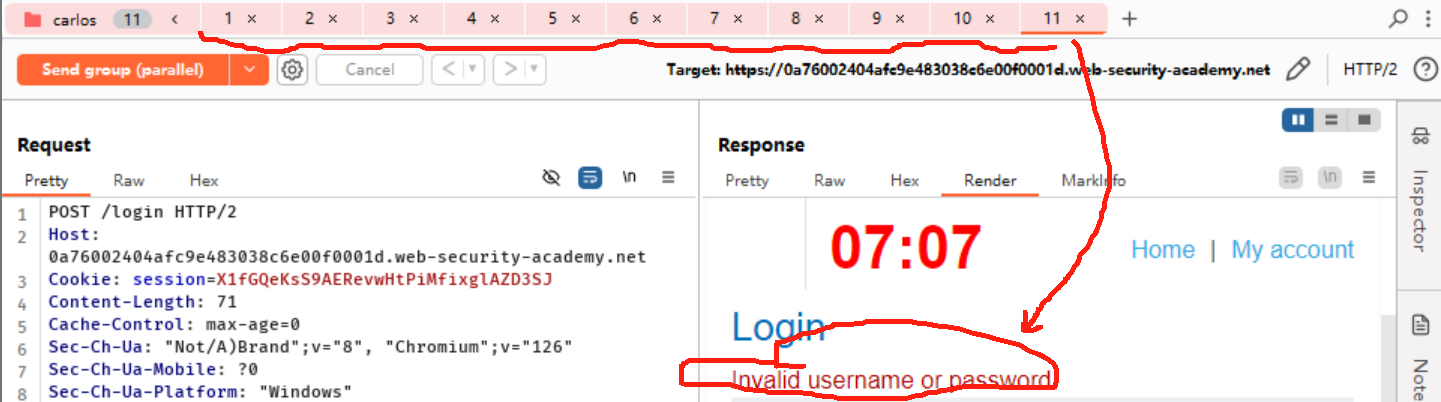 carlos 11 < 1 × 2 × 3 × 4 × 5 × 6 × 7 × 8 × 9 × 10 × 11 × +
Send group (parallel) Cancel < > Target: https://0a76002404afc9e483038c6e00f0001d.web-security-academy.net HTTP/2 ?
Request
Pretty Raw Hex \n
1 POST /login HTTP/2
2 Host:
0a76002404afc9e483038c6e00f0001d.web-security-academy.net
3 Cookie: session=X1fGQeKsS9AERevwHtPiMfixglAZD3SJ
4 Content-Length: 71
5 Cache-Control: max-age=0
6 Sec-Ch-Ua: "Not/A)Brand";v="8", "Chromium";v="126"
7 Sec-Ch-Ua-Mobile: ?0
8 Sec-Ch-Ua-Platform: "Windows"
Response
Pretty Raw Hex Render MarkInfo \n
07:07 Home | My account
Login
Invalid username or password
Inspector
Note